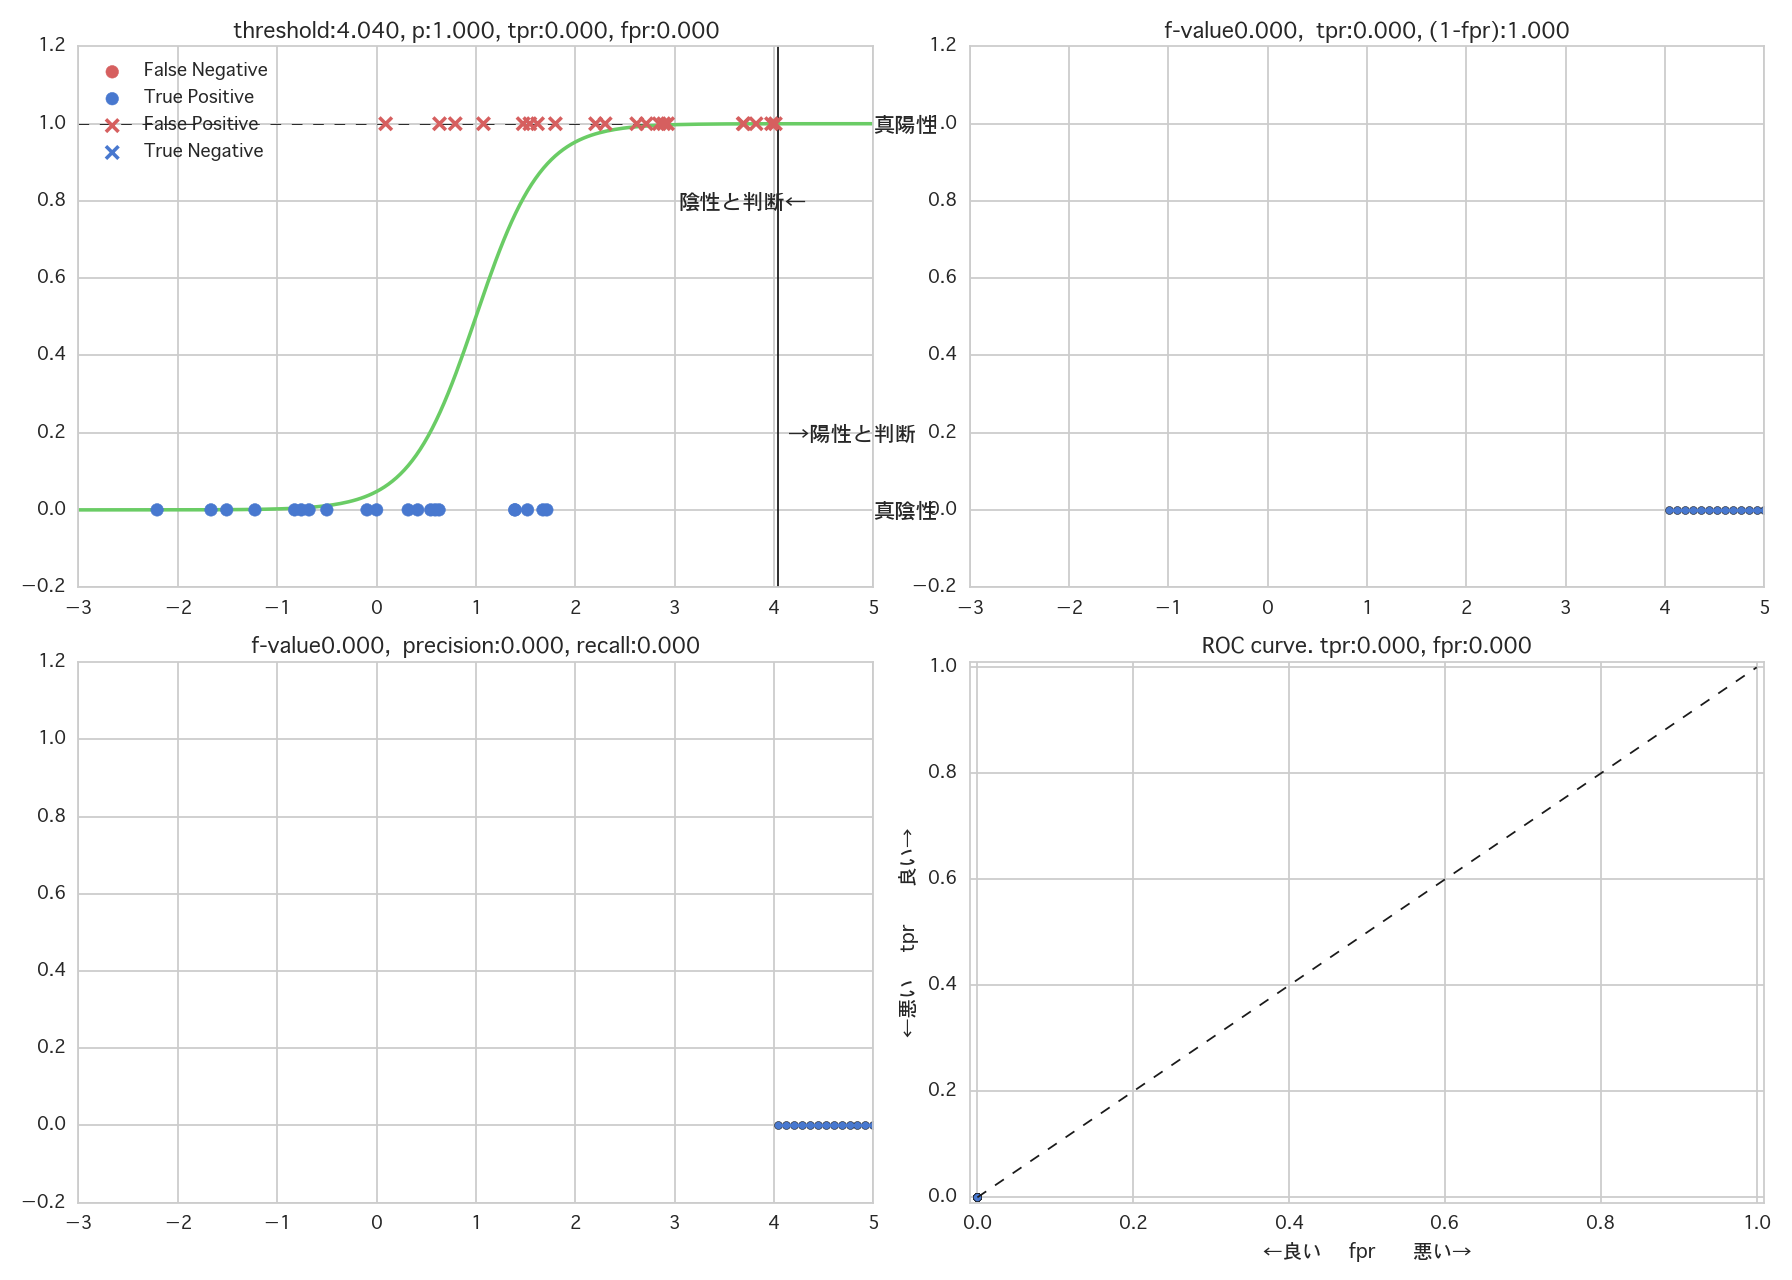 threshold:4.040, p:1.000, tpr:0.000, fpr:0.000
1.2
1.0
0.8
0.6
0.4
0.2
0.0
−0.2
False Negative
True Positive
False Positive
True Negative
真陽性
陰性と判断←
→陽性と判断
真陰性
−3 −2 −1 0 1 2 3 4 5
f-value0.000, tpr:0.000, (1-fpr):1.000
1.2
1.0
0.8
0.6
0.4
0.2
0.0
−0.2
−3 −2 −1 0 1 2 3 4 5
f-value0.000, precision:0.000, recall:0.000
1.2
1.0
0.8
0.6
0.4
0.2
0.0
−0.2
−3 −2 −1 0 1 2 3 4 5
ROC curve. tpr:0.000, fpr:0.000
1.0
0.8
0.6
0.4
0.2
0.0
←悪い tpr 良い→
0.0 0.2 0.4 0.6 0.8 1.0
←良い fpr 悪い→